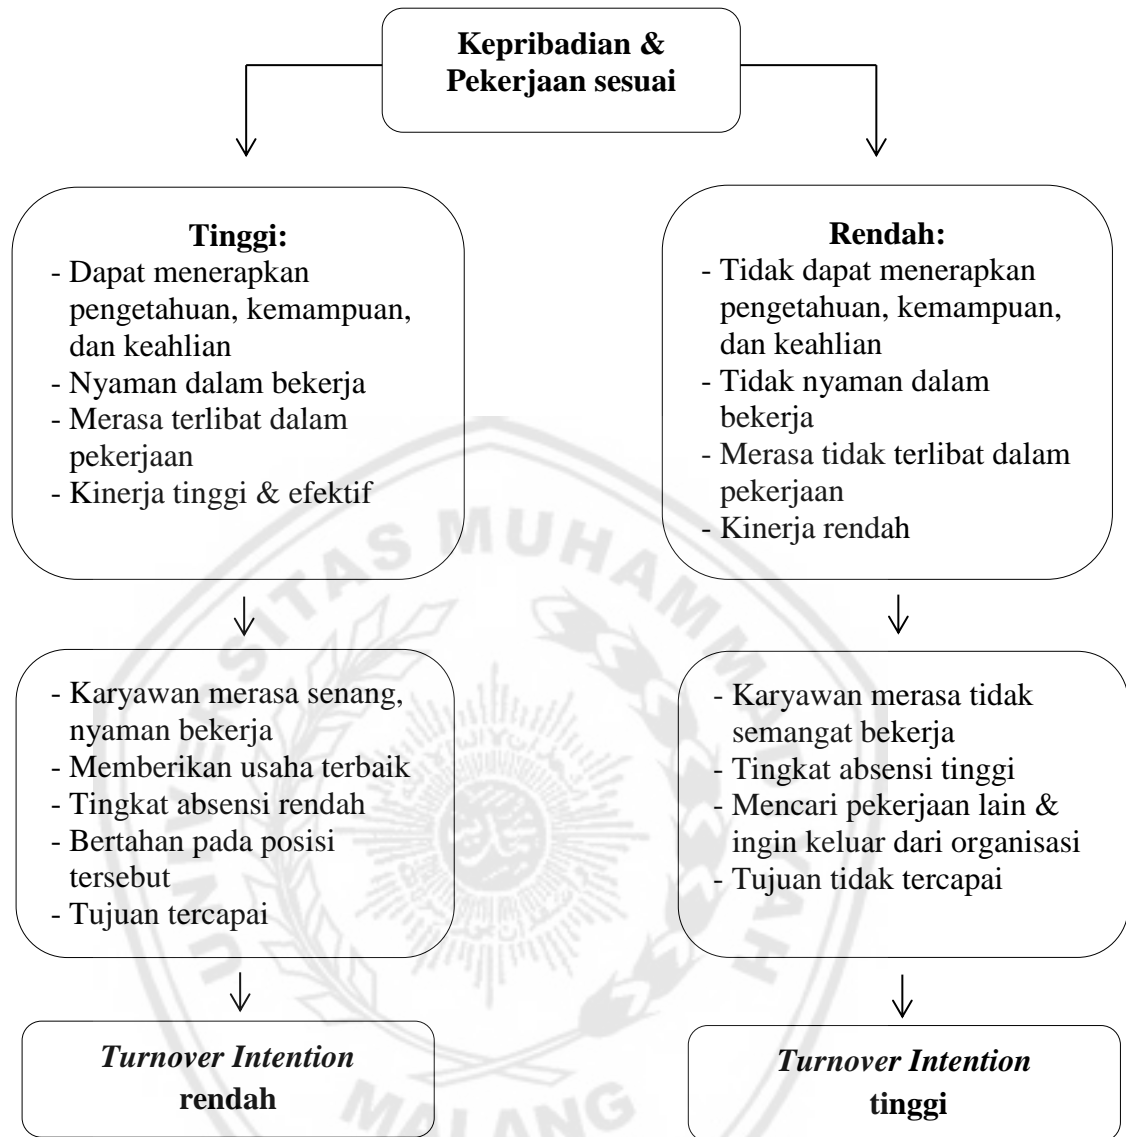 Kepribadian &
Pekerjaan sesuai
Tinggi:
- Dapat menerapkan
pengetahuan, kemampuan,
dan keahlian
- Nyaman dalam bekerja
- Merasa terlibat dalam
pekerjaan
- Kinerja tinggi & efektif
Rendah:
- Tidak dapat menerapkan
pengetahuan, kemampuan,
dan keahlian
- Tidak nyaman dalam
bekerja
- Merasa tidak terlibat dalam
pekerjaan
- Kinerja rendah
- Karyawan merasa senang,
nyaman bekerja
- Memberikan usaha terbaik
- Tingkat absensi rendah
- Bertahan pada posisi
tersebut
- Tujuan tercapai
- Karyawan merasa tidak
semangat bekerja
- Tingkat absensi tinggi
- Mencari pekerjaan lain &
ingin keluar dari organisasi
- Tujuan tidak tercapai
Turnover Intention
rendah
Turnover Intention
tinggi
UNIVERSITAS MUHAMMADIYAH
MALANG